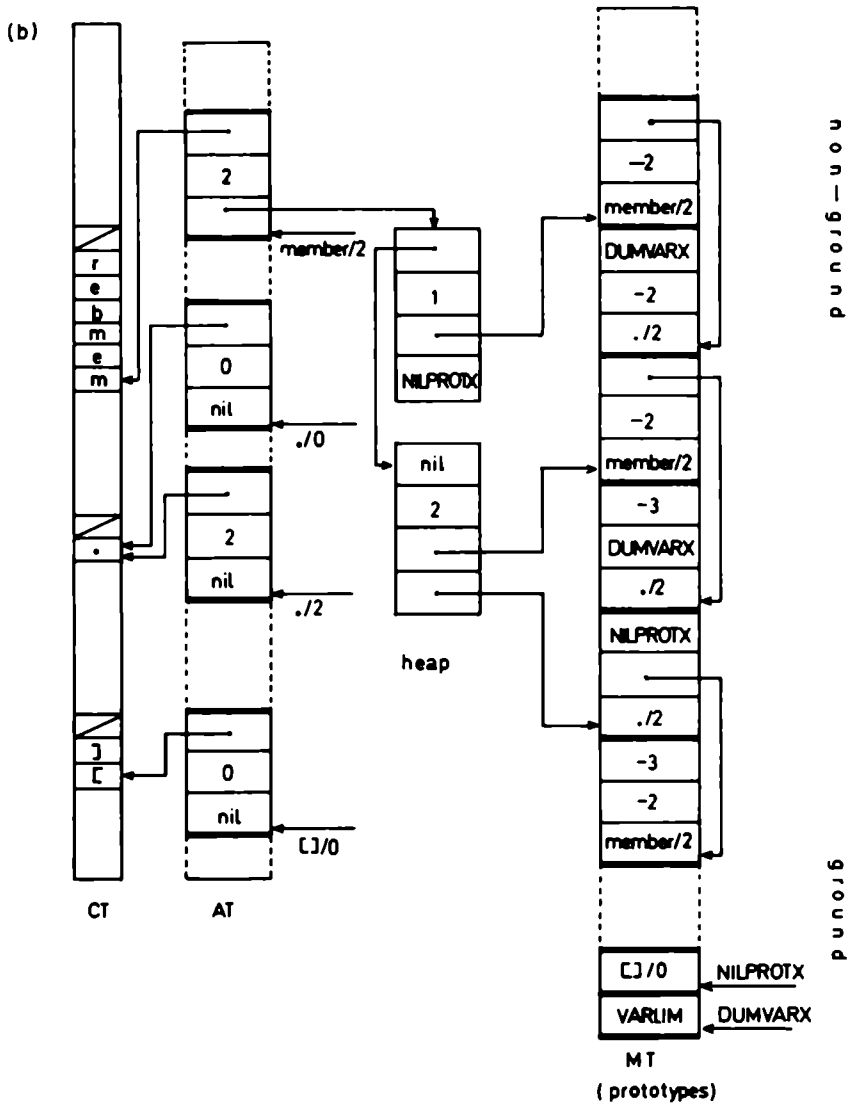 (b)
r
e
b
m
e
m
.
]
[
CT
2
member/2
0
nil
./0
2
nil
./2
0
nil
[]/0
AT
1
NILPROTX
nil
2
heap
-2
member/2
DUMVARX
-2
./2
-2
member/2
-3
DUMVARX
./2
NILPROTX
./2
-3
-2
member/2
[]/0
NILPROTX
VARLIM
DUMVARX
MT
(prototypes)
non-ground
ground